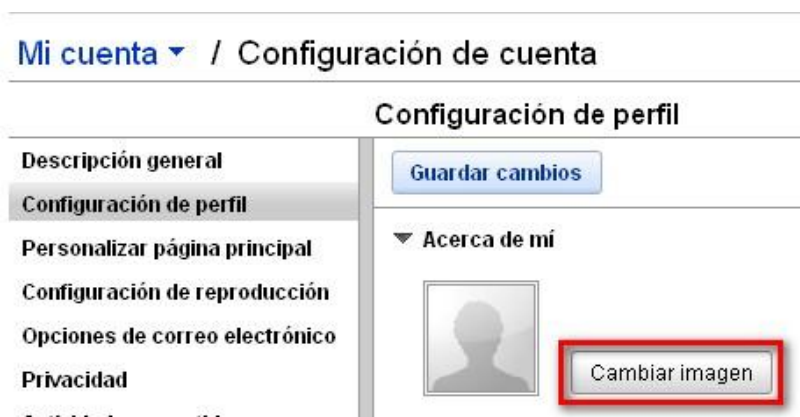 Mi cuenta / Configuración de cuenta
Configuración de perfil
Descripción general
Configuración de perfil
Personalizar página principal
Configuración de reproducción
Opciones de correo electrónico
Privacidad
Guardar cambios
Acerca de mí
Cambiar imagen